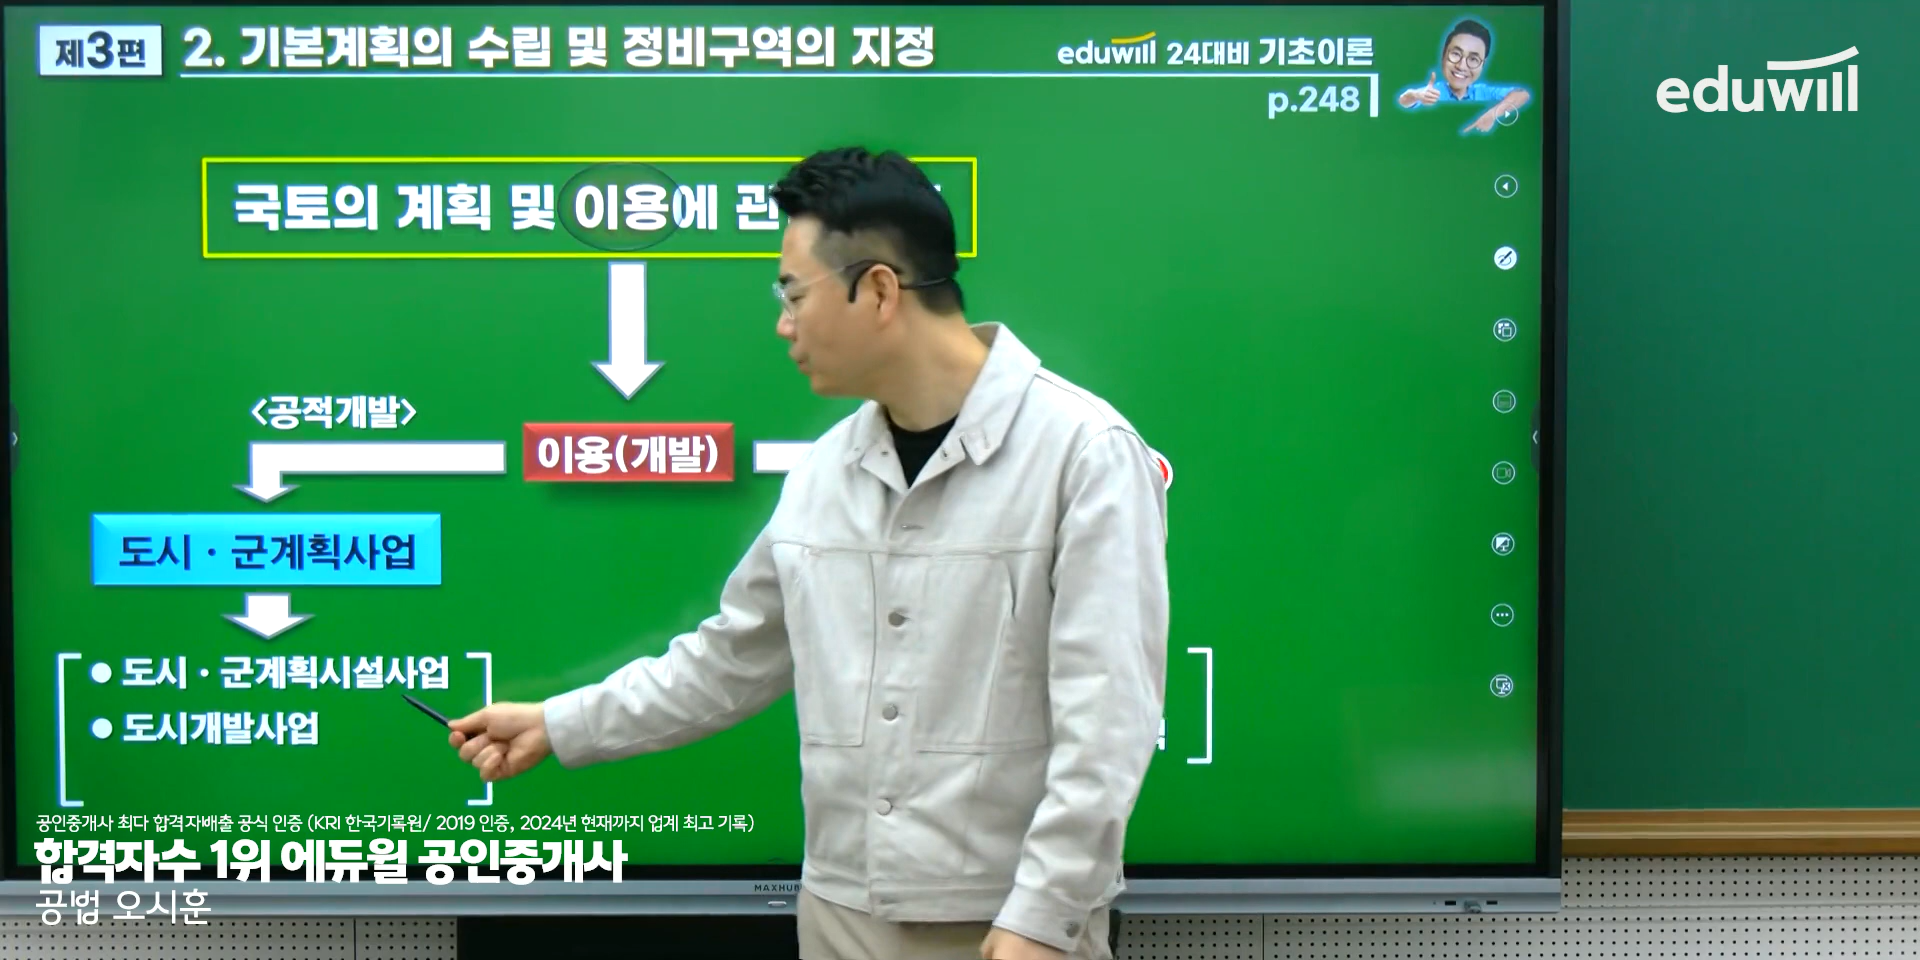 제3편 2. 기본계획의 수립 및 정비구역의 지정
eduwill 24대비 기초이론
p.248
eduwill
국토의 계획 및 이용에
<공적개발>
이용(개발)
도시·군계획사업
● 도시·군계획시설사업
● 도시개발사업
공인중개사 최다 합격자배출 공식 인증 (KRI 한국기록원/ 2019 인증, 2024년 현재까지 업계 최고 기록)
합격자수 1위 에듀윌 공인중개사
공법 오시훈
MAXHUB